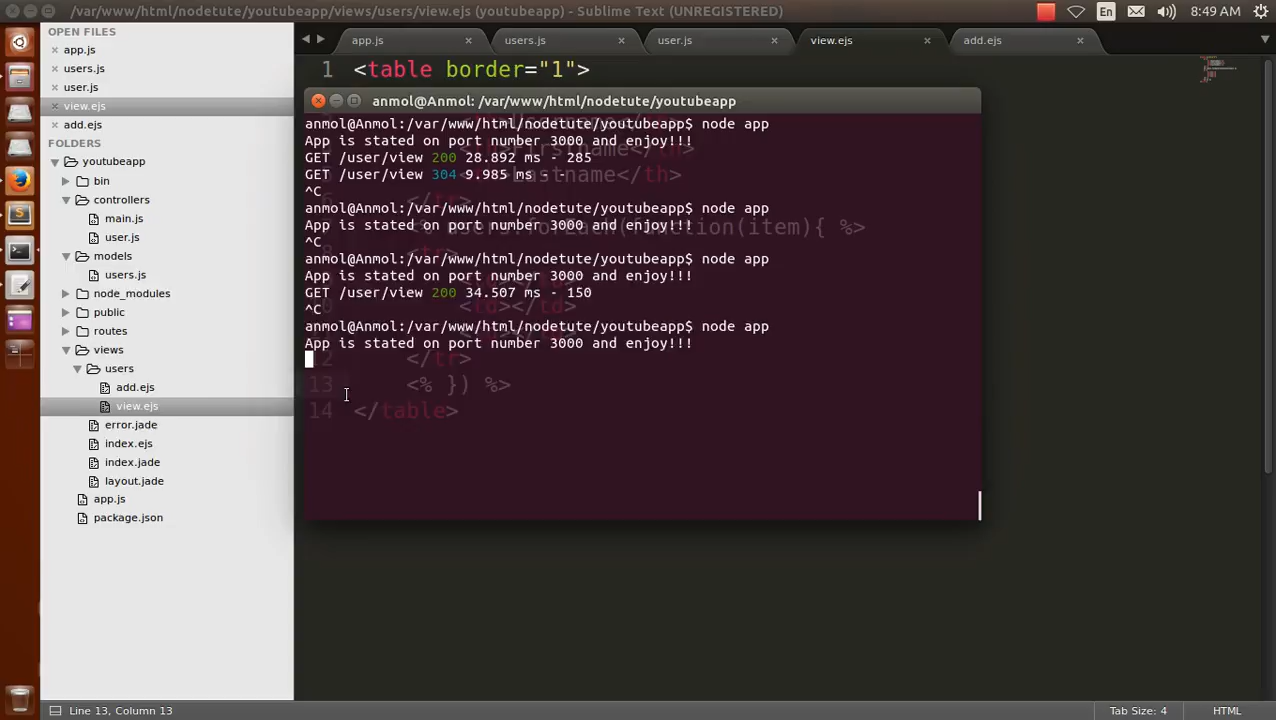 /var/www/html/nodetute/youtubeapp/views/users/view.ejs (youtubeapp) - Sublime Text (UNREGISTERED)
En
8:49 AM
OPEN FILES
app.js
users.js
user.js
view.ejs
add.ejs
FOLDERS
youtubeapp
bin
controllers
main.js
user.js
models
users.js
node_modules
public
routes
views
users
add.ejs
view.ejs
error.jade
index.ejs
index.jade
layout.jade
app.js
package.json
app.js
users.js
user.js
view.ejs
add.ejs
1 <table border="1">
anmol@Anmol: /var/www/html/nodetute/youtubeapp
anmol@Anmol:/var/www/html/nodetute/youtubeapp$ node app
App is stated on port number 3000 and enjoy!!!
GET /user/view 200 28.892 ms - 285
GET /user/view 304 9.985 ms - -
^C
anmol@Anmol:/var/www/html/nodetute/youtubeapp$ node app
App is stated on port number 3000 and enjoy!!!
^C
anmol@Anmol:/var/www/html/nodetute/youtubeapp$ node app
App is stated on port number 3000 and enjoy!!!
GET /user/view 200 34.507 ms - 150
^C
anmol@Anmol:/var/www/html/nodetute/youtubeapp$ node app
App is stated on port number 3000 and enjoy!!!
</tr>
13 <% }) %>
14 </table>
Line 13, Column 13
Tab Size: 4
HTML